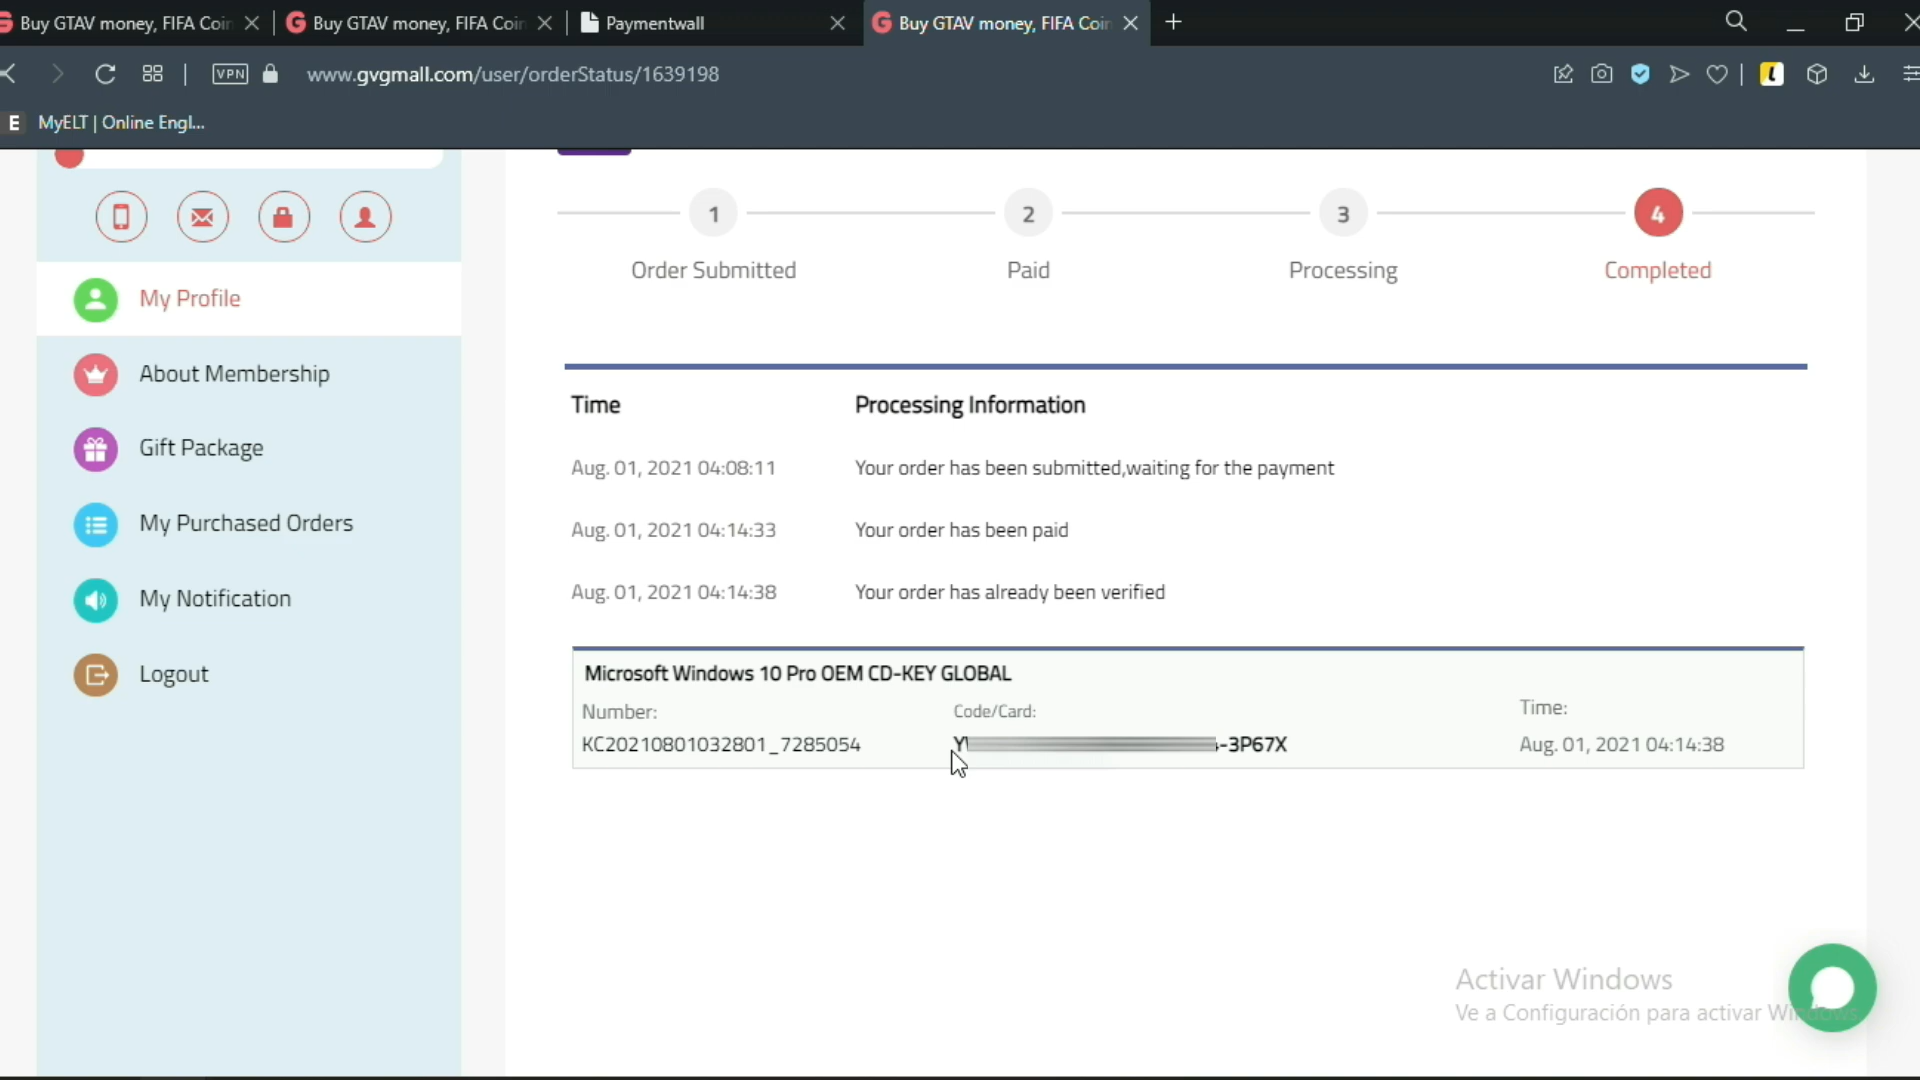 Buy GTAV money, FIFA Coin
Buy GTAV money, FIFA Coin
Paymentwall
Buy GTAV money, FIFA Coin
VPN
www.gvgmall.com/user/orderStatus/1639198
E MyELT | Online Engl...
1
2
3
4
Order Submitted
Paid
Processing
Completed
My Profile
About Membership
Gift Package
My Purchased Orders
My Notification
Logout
Time Processing Information
Aug. 01, 2021 04:08:11 Your order has been submitted,waiting for the payment
Aug. 01, 2021 04:14:33 Your order has been paid
Aug. 01, 2021 04:14:38 Your order has already been verified
Microsoft Windows 10 Pro OEM CD-KEY GLOBAL
Number: Code/Card: Time:
KC20210801032801_7285054 -3P67X Aug. 01, 2021 04:14:38
Activar Windows
Ve a Configuración para activar